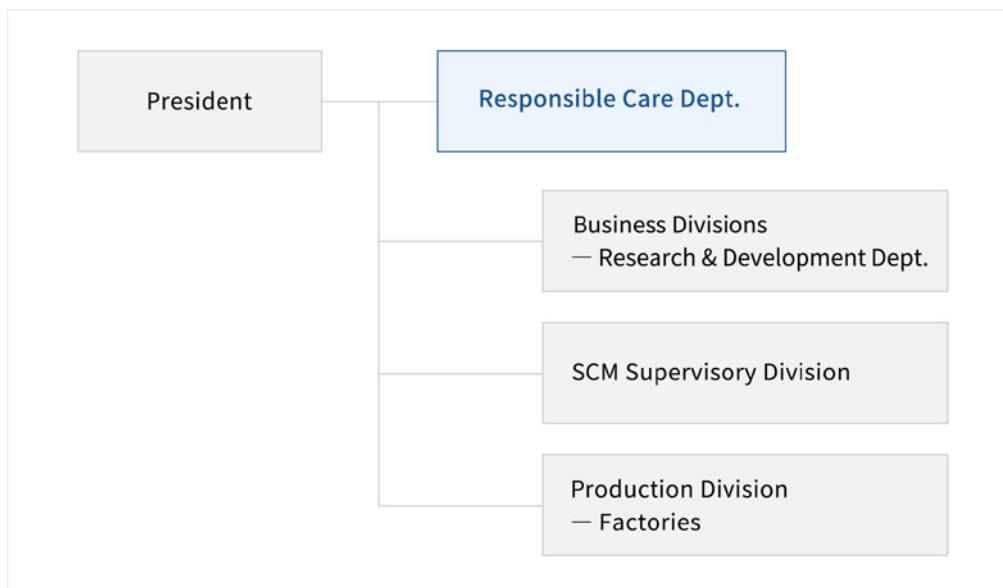 President
Responsible Care Dept.
Business Divisions
— Research & Development Dept.
SCM Supervisory Division
Production Division
— Factories